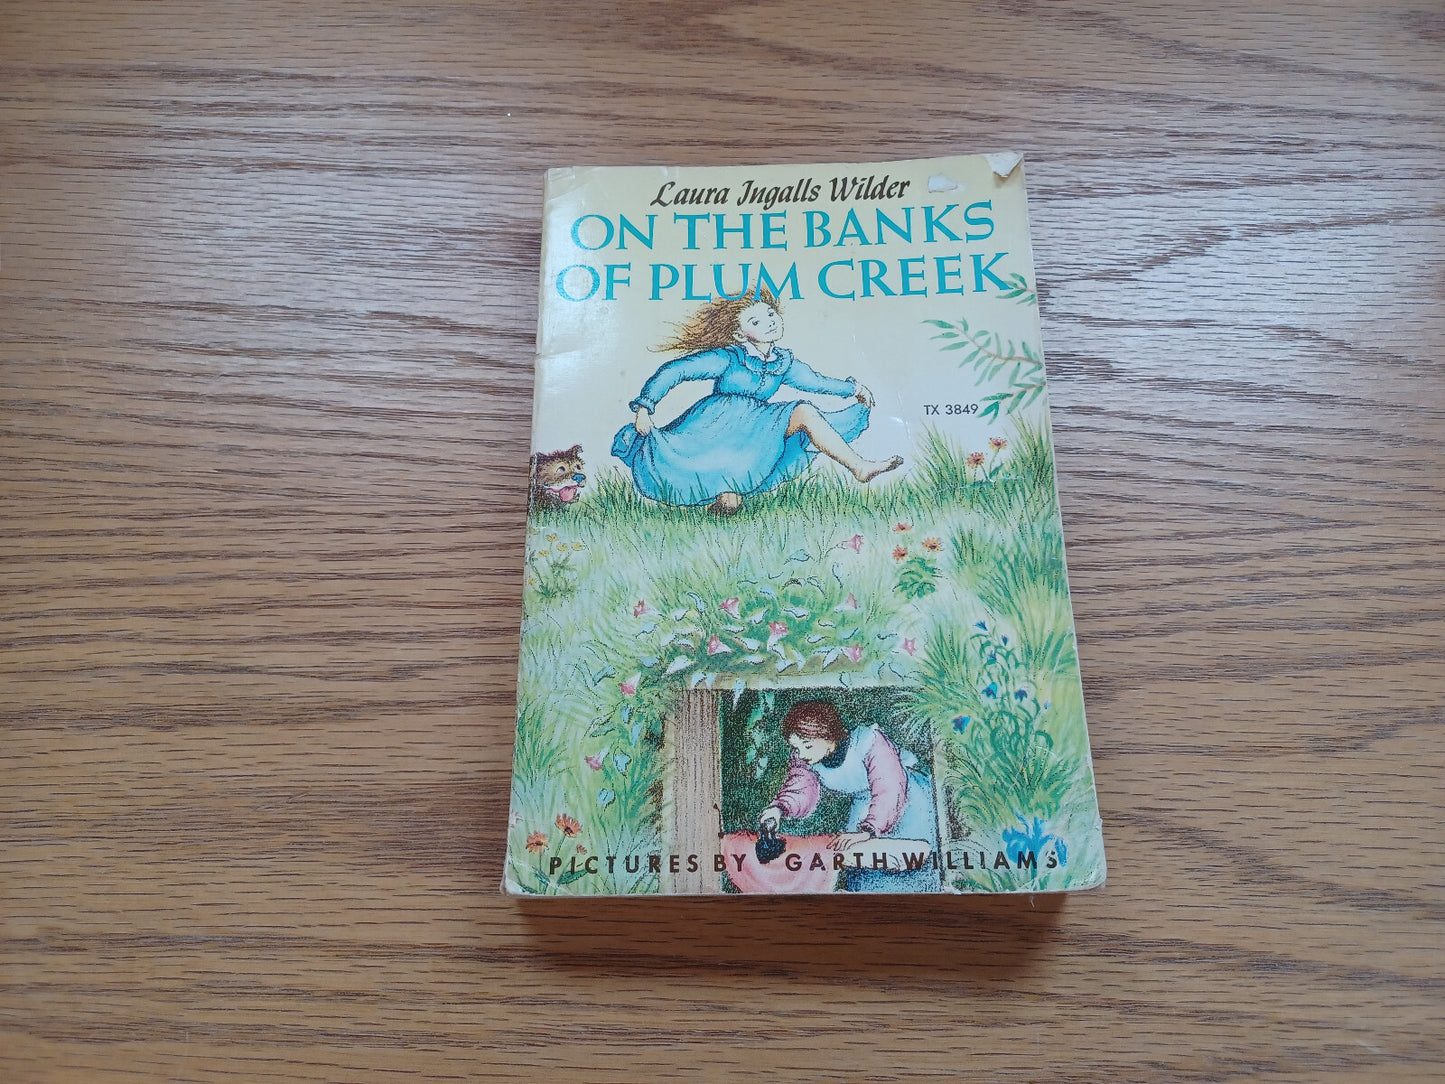 Laura Ingalls Wilder
ON THE BANKS
OF PLUM CREEK
TX 3849
PICTURES BY GARTH WILLIAMS